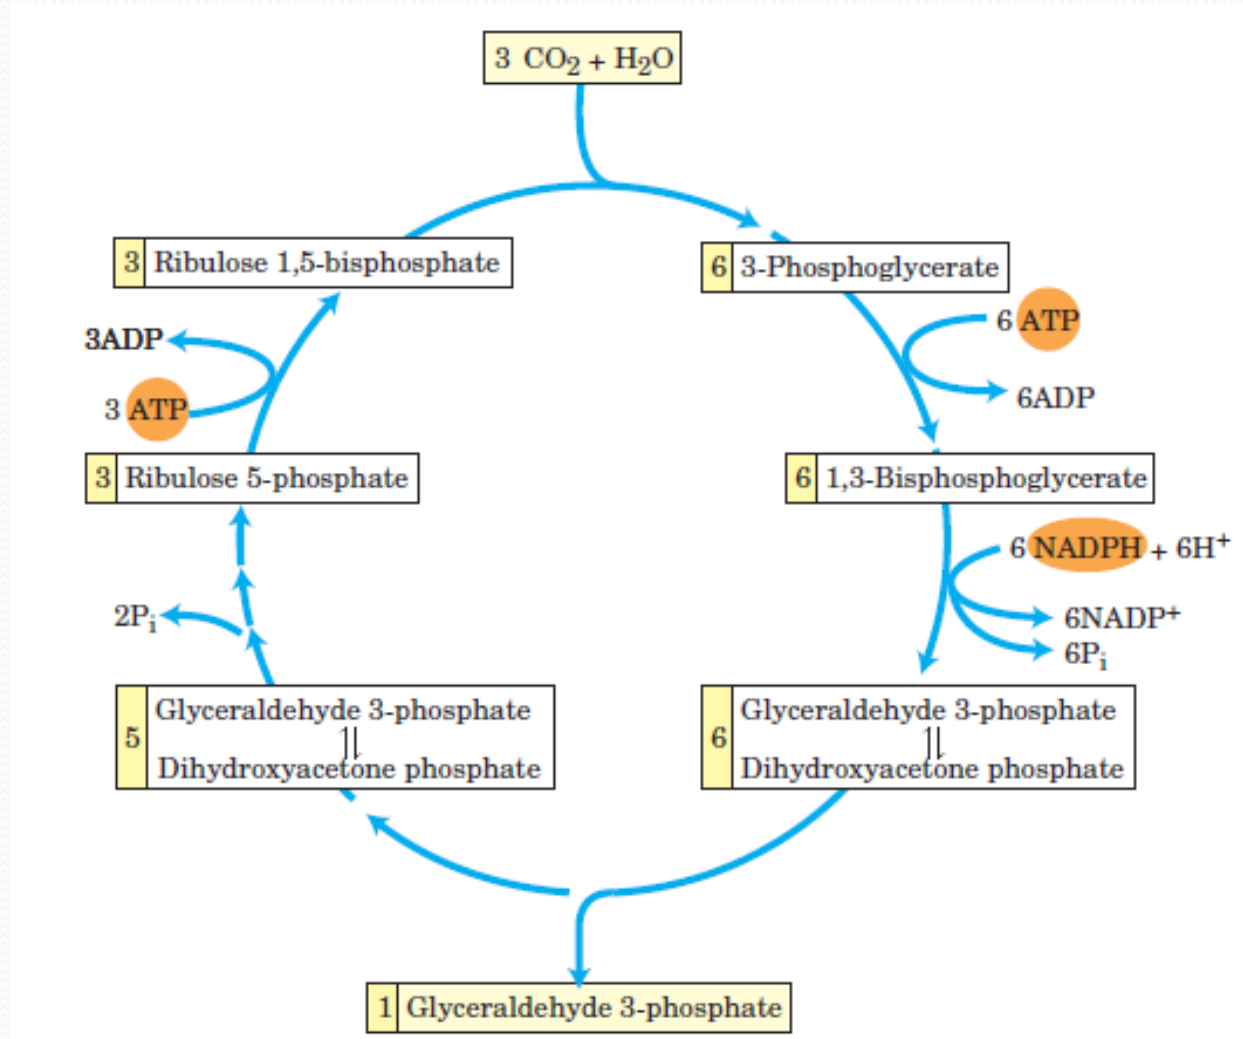 3 CO₂ + H₂O
3 Ribulose 1,5-bisphosphate
6 3-Phosphoglycerate
3ADP
3 ATP
6 ATP
6ADP
3 Ribulose 5-phosphate
6 1,3-Bisphosphoglycerate
6 NADPH + 6H⁺
6NADP⁺
6Pᵢ
2Pᵢ
5
Glyceraldehyde 3-phosphate
⥮
Dihydroxyacetone phosphate
6
Glyceraldehyde 3-phosphate
⥮
Dihydroxyacetone phosphate
1 Glyceraldehyde 3-phosphate